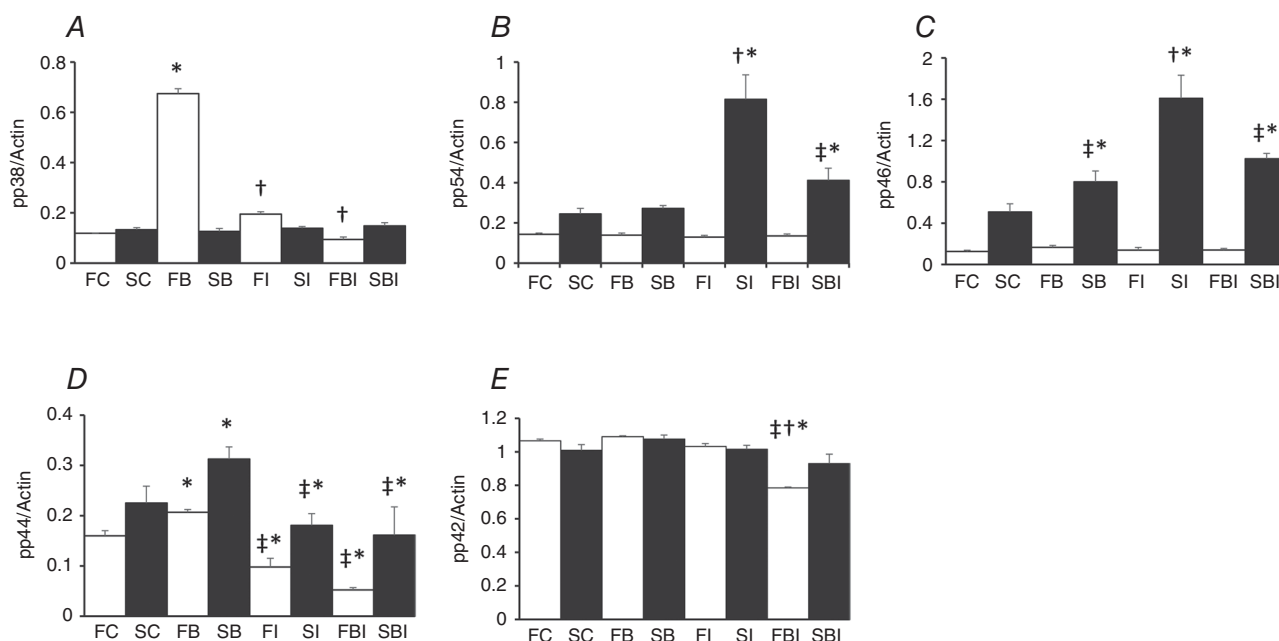 A
pp38/Actin
0.8
0.6
0.4
0.2
0
*
†
†
FC SC FB SB FI SI FBI SBI
B
pp54/Actin
1
0.8
0.6
0.4
0.2
0
†*
‡*
FC SC FB SB FI SI FBI SBI
C
pp46/Actin
2
1.6
1.2
0.8
0.4
0
‡*
†*
‡*
FC SC FB SB FI SI FBI SBI
D
pp44/Actin
0.4
0.3
0.2
0.1
0
*
*
‡*
‡*
‡*
‡*
FC SC FB SB FI SI FBI SBI
E
pp42/Actin
1.2
1
0.8
0.6
0.4
0.2
0
‡†*
FC SC FB SB FI SI FBI SBI